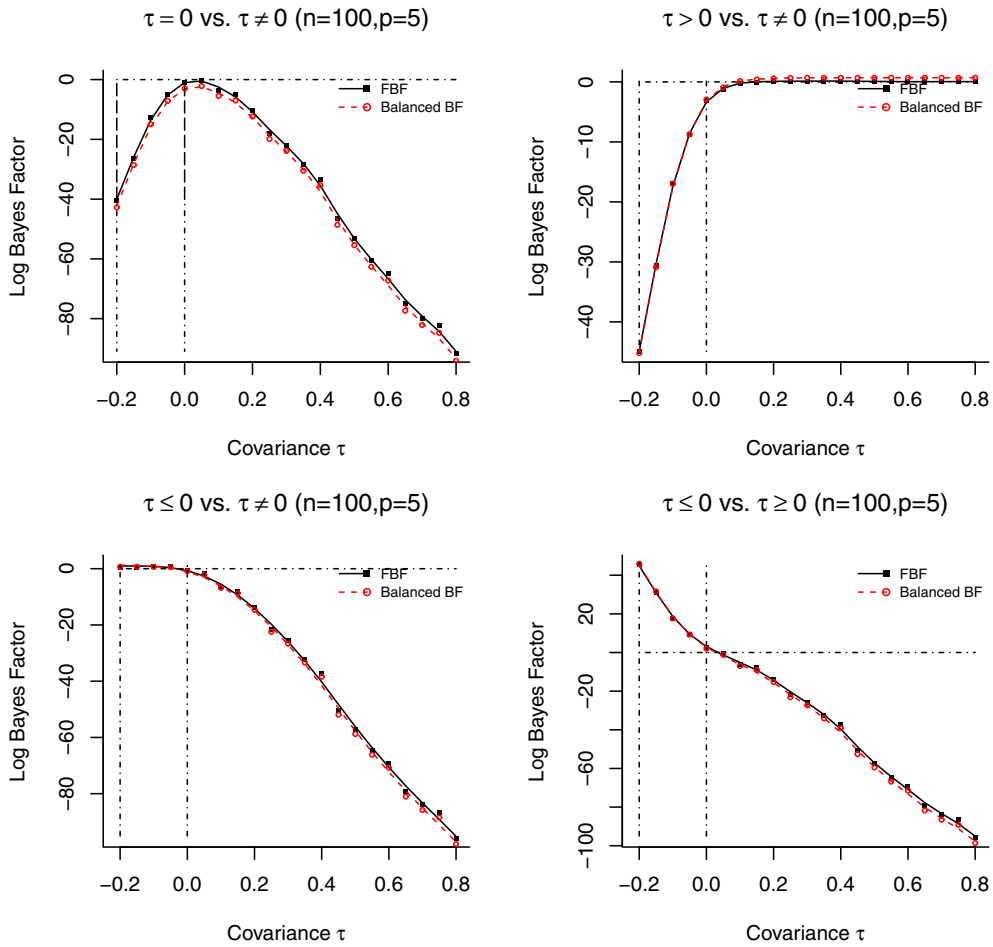 τ = 0 vs. τ ≠ 0 (n=100,p=5)
Log Bayes Factor
0
−20
−40
−60
−80
FBF
Balanced BF
−0.2 0.0 0.2 0.4 0.6 0.8
Covariance τ
τ > 0 vs. τ ≠ 0 (n=100,p=5)
Log Bayes Factor
0
−10
−20
−30
−40
FBF
Balanced BF
−0.2 0.0 0.2 0.4 0.6 0.8
Covariance τ
τ ≤ 0 vs. τ ≠ 0 (n=100,p=5)
Log Bayes Factor
0
−20
−40
−60
−80
FBF
Balanced BF
−0.2 0.0 0.2 0.4 0.6 0.8
Covariance τ
τ ≤ 0 vs. τ ≥ 0 (n=100,p=5)
Log Bayes Factor
20
−20
−60
−100
FBF
Balanced BF
−0.2 0.0 0.2 0.4 0.6 0.8
Covariance τ